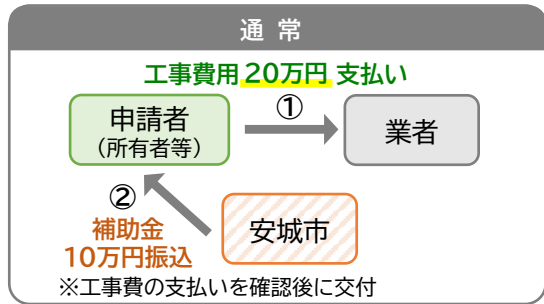 通常
工事費用20万円支払い
①
申請者
(所有者等)
業者
②
補助金
10万円振込
安城市
※工事費の支払いを確認後に交付